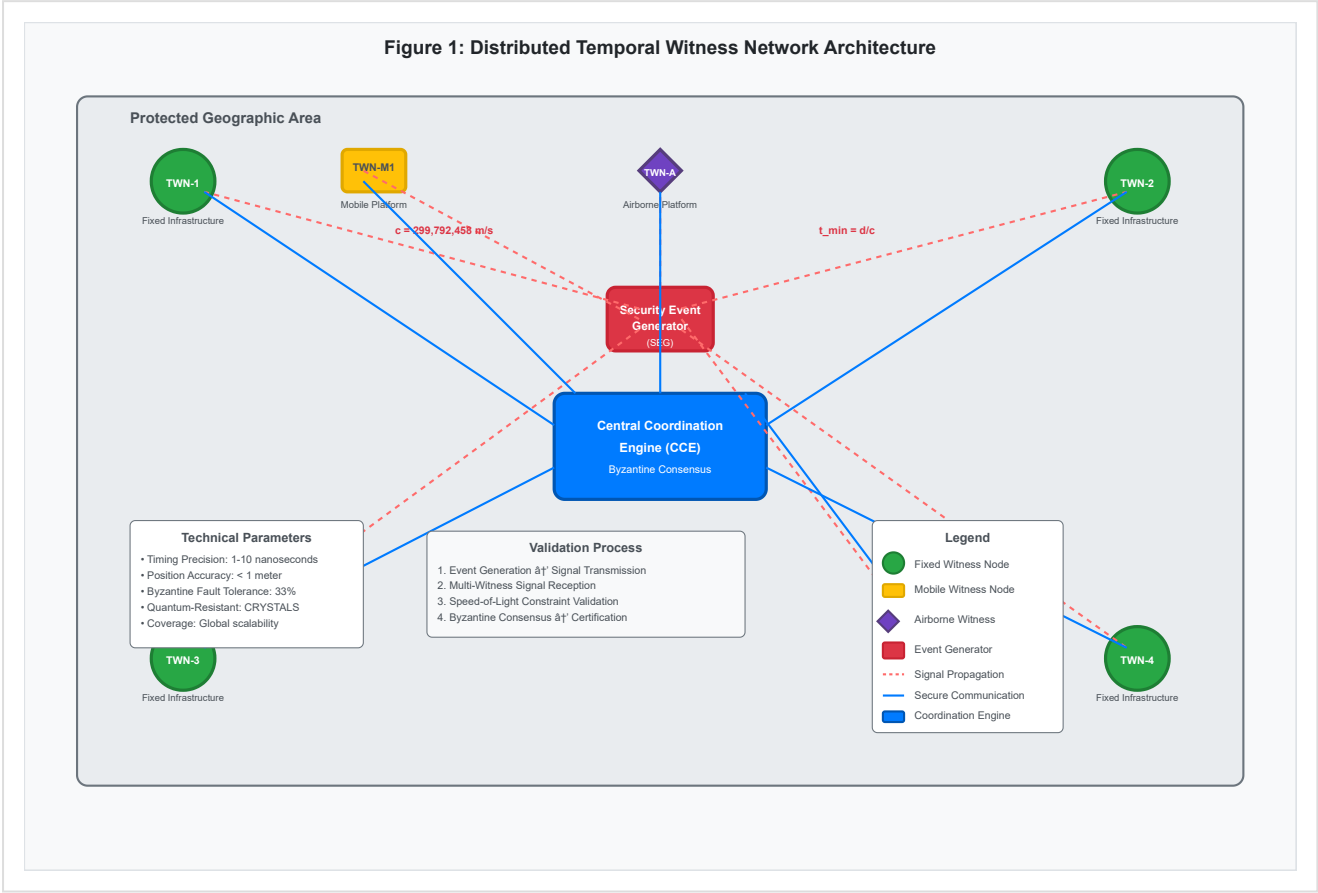 Figure 1: Distributed Temporal Witness Network Architecture
Protected Geographic Area
TWN-1
Fixed Infrastructure
TWN-M1
Mobile Platform
TWN-A
Airborne Platform
TWN-2
Fixed Infrastructure
c = 299,792,458 m/s
t_min = d/c
Security Event
Generator
(SEG)
Central Coordination
Engine (CCE)
Byzantine Consensus
Technical Parameters
• Timing Precision: 1-10 nanoseconds
• Position Accuracy: < 1 meter
• Byzantine Fault Tolerance: 33%
• Quantum-Resistant: CRYSTALS
• Coverage: Global scalability
TWN-3
Fixed Infrastructure
Validation Process
1. Event Generation â†' Signal Transmission
2. Multi-Witness Signal Reception
3. Speed-of-Light Constraint Validation
4. Byzantine Consensus â†' Certification
Legend
Fixed Witness Node
Mobile Witness Node
Airborne Witness
Event Generator
Signal Propagation
Secure Communication
Coordination Engine
TWN-4
Fixed Infrastructure